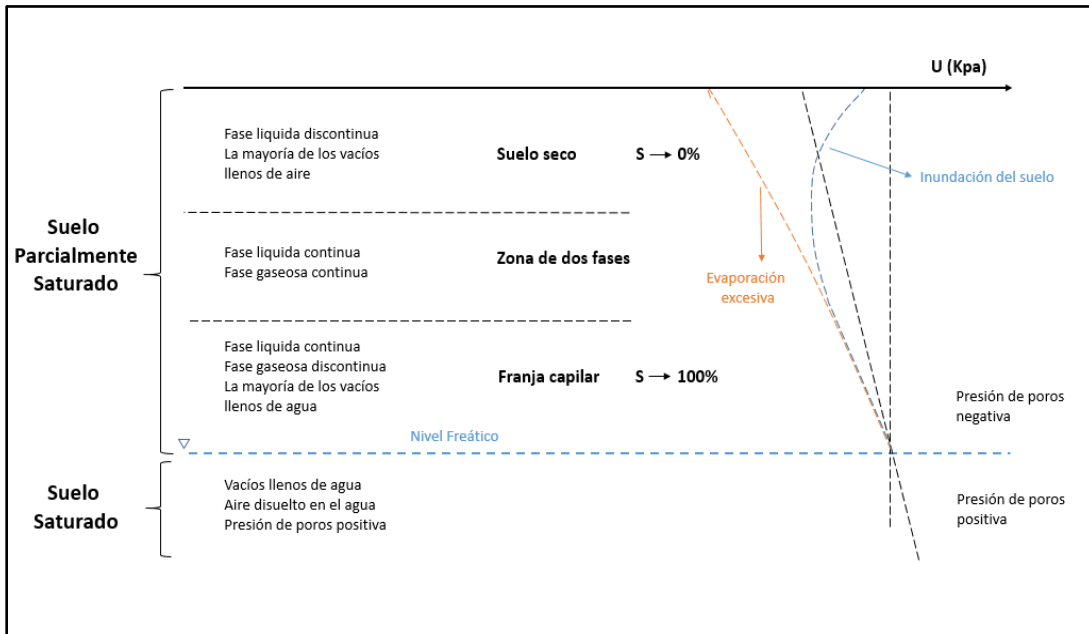 U (Kpa)
Fase liquida discontinua
La mayoría de los vacíos
llenos de aire
Suelo seco
S → 0%
Inundación del suelo
Suelo
Parcialmente
Saturado
Fase liquida continua
Fase gaseosa continua
Zona de dos fases
Evaporación
excesiva
Fase liquida continua
Fase gaseosa discontinua
La mayoría de los vacíos
llenos de agua
Franja capilar
S → 100%
Presión de poros
negativa
Nivel Freático
Suelo
Saturado
Vacíos llenos de agua
Aire disuelto en el agua
Presión de poros positiva
Presión de poros
positiva